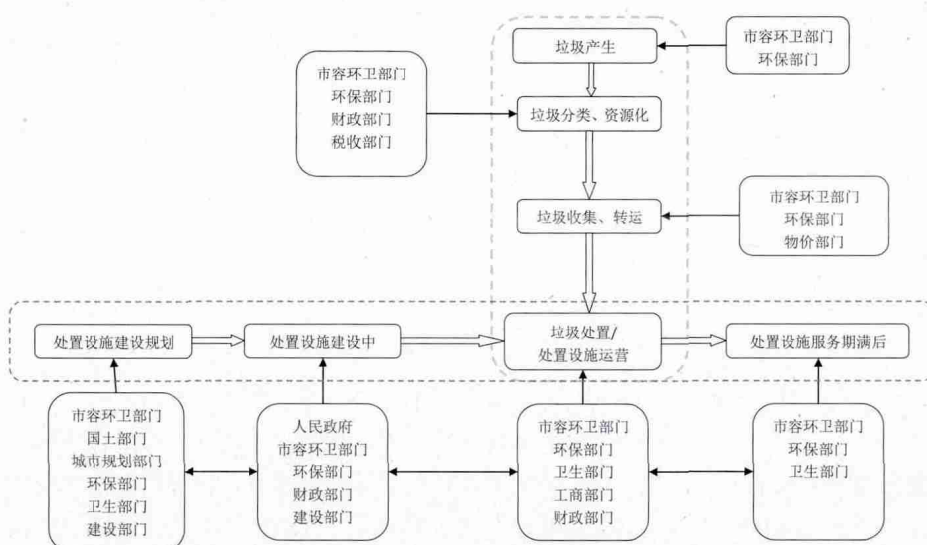 垃圾产生
市容环卫部门
环保部门
市容环卫部门
环保部门
财政部门
税收部门
垃圾分类、资源化
垃圾收集、转运
市容环卫部门
环保部门
物价部门
处置设施建设规划
处置设施建设中
垃圾处置/
处置设施运营
处置设施服务期满后
市容环卫部门
国土部门
城市规划部门
环保部门
卫生部门
建设部门
人民政府
市容环卫部门
环保部门
财政部门
建设部门
市容环卫部门
环保部门
卫生部门
工商部门
财政部门
市容环卫部门
环保部门
卫生部门